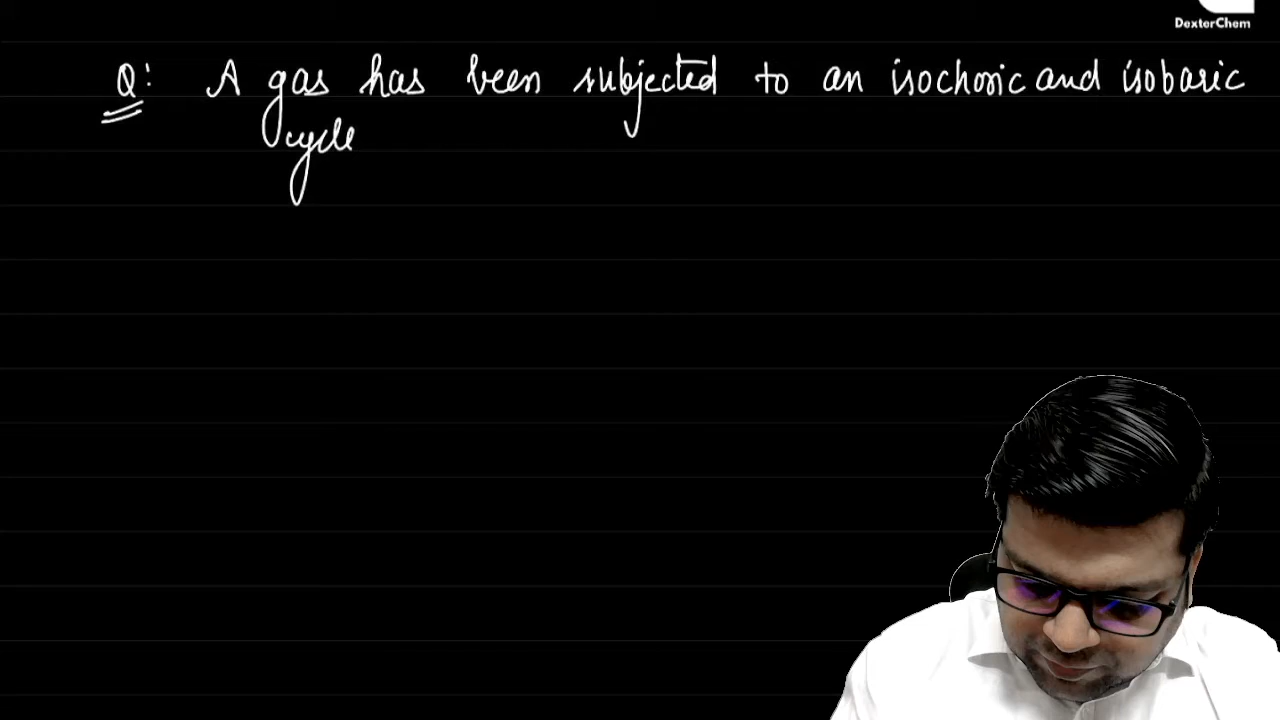 DexterChem
Q: A gas has been subjected to an isochoric and isobaric
cycle